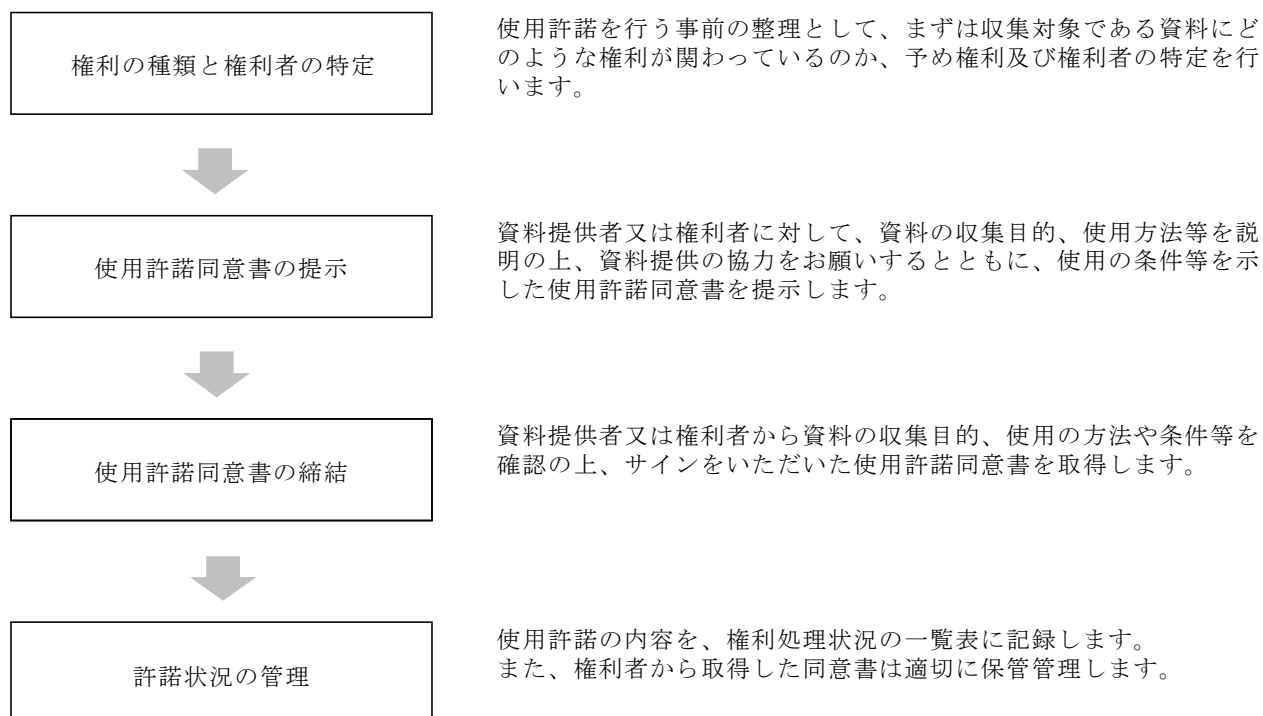 権利の種類と権利者の特定
使用許諾を行う事前の整理として、まずは収集対象である資料にど
のような権利が関わっているのか、予め権利及び権利者の特定を行
います。
使用許諾同意書の提示
資料提供者又は権利者に対して、資料の収集目的、使用方法等を説
明の上、資料提供の協力をお願いするとともに、使用の条件等を示
した使用許諾同意書を提示します。
使用許諾同意書の締結
資料提供者又は権利者から資料の収集目的、使用の方法や条件等を
確認の上、サインをいただいた使用許諾同意書を取得します。
許諾状況の管理
使用許諾の内容を、権利処理状況の一覧表に記録します。
また、権利者から取得した同意書は適切に保管管理します。